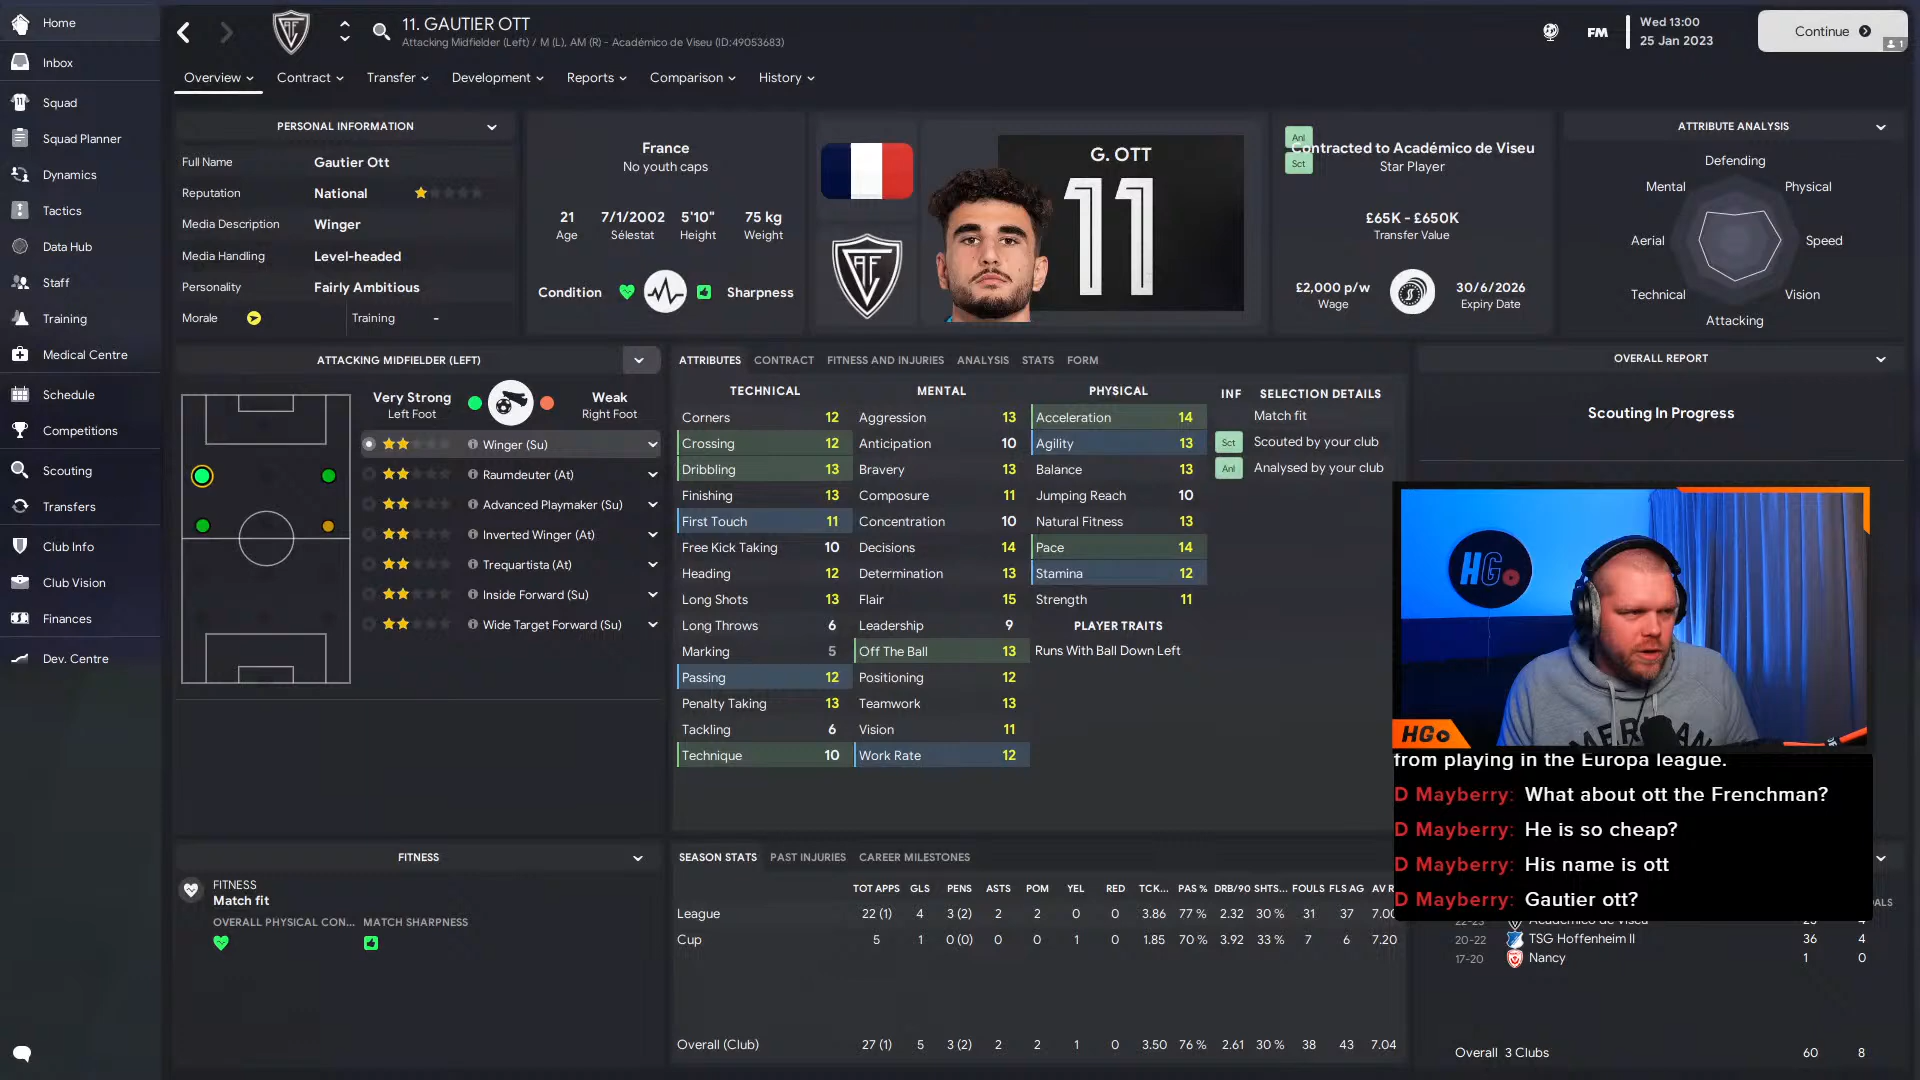 Home
Inbox
Squad
Squad Planner
Dynamics
Tactics
Data Hub
Staff
Training
Medical Centre
Schedule
Competitions
Scouting
Transfers
Club Info
Club Vision
Finances
Dev. Centre
11. GAUTIER OTT
Attacking Midfielder (Left) / M (L), AM (R) - Académico de Viseu (ID:49053683)
FM
Wed 13:00
25 Jan 2023
Continue
1
Overview Contract Transfer Development Reports Comparison History
PERSONAL INFORMATION
Full Name Gautier Ott
Reputation National
Media Description Winger
Media Handling Level-headed
Personality Fairly Ambitious
Morale Training -
France
No youth caps
21 7/1/2002 5'10" 75 kg
Age Sélestat Height Weight
Condition Sharpness
G. OTT
11
Anl
Sct
Contracted to Académico de Viseu
Star Player
£65K - £650K
Transfer Value
£2,000 p/w 30/6/2026
Wage Expiry Date
ATTRIBUTE ANALYSIS
Defending
Mental Physical
Aerial Speed
Technical Vision
Attacking
ATTACKING MIDFIELDER (LEFT)
Very Strong Weak
Left Foot Right Foot
Winger (Su)
Raumdeuter (At)
Advanced Playmaker (Su)
Inverted Winger (At)
Trequartista (At)
Inside Forward (Su)
Wide Target Forward (Su)
ATTRIBUTES CONTRACT FITNESS AND INJURIES ANALYSIS STATS FORM
TECHNICAL MENTAL PHYSICAL
Corners 12 Aggression 13 Acceleration 14
Crossing 12 Anticipation 10 Agility 13
Dribbling 13 Bravery 13 Balance 13
Finishing 13 Composure 11 Jumping Reach 10
First Touch 11 Concentration 10 Natural Fitness 13
Free Kick Taking 10 Decisions 14 Pace 14
Heading 12 Determination 13 Stamina 12
Long Shots 13 Flair 15 Strength 11
Long Throws 6 Leadership 9 PLAYER TRAITS
Marking 5 Off The Ball 13 Runs With Ball Down Left
Passing 12 Positioning 12
Penalty Taking 13 Teamwork 13
Tackling 6 Vision 11
Technique 10 Work Rate 12
INF SELECTION DETAILS
Match fit
Sct Scouted by your club
Anl Analysed by your club
OVERALL REPORT
Scouting In Progress
HG
HG
from playing in the Europa league.
D Mayberry: What about ott the Frenchman?
D Mayberry: He is so cheap?
D Mayberry: His name is ott
D Mayberry: Gautier ott?
FITNESS
FITNESS
Match fit
OVERALL PHYSICAL CON... MATCH SHARPNESS
SEASON STATS PAST INJURIES CAREER MILESTONES
TOT APPS GLS PENS ASTS POM YEL RED TCK... PAS % DRB/90 SHTS... FOULS FLS AG AV R
League 22 (1) 4 3 (2) 2 2 0 0 3.86 77 % 2.32 30 % 31 37 7.00
Cup 5 1 0 (0) 0 0 1 0 1.85 70 % 3.92 33 % 7 6 7.20
Overall (Club) 27 (1) 5 3 (2) 2 2 1 0 3.50 76 % 2.61 30 % 38 43 7.04
20-22 TSG Hoffenheim II 36 4
17-20 Nancy 1 0
Overall 3 Clubs 60 8